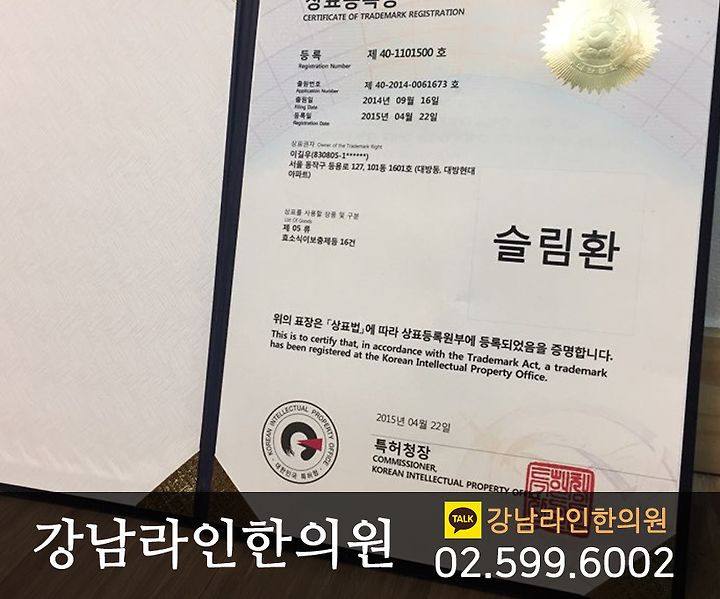 상표등록증
CERTIFICATE OF TRADEMARK REGISTRATION
등록 제 40-1101500 호
Registration Number
출원번호 제 40-2014-0061673 호
Application Number
출원일 2014년 09월 16일
Filing Date
등록일 2015년 04월 22일
Registration Date
상표권자 Owner of the Trademark Right
이길우(830805-1******)
서울 동작구 등용로 127, 101동 1601호 (대방동, 대방현대
아파트)
상표를 사용할 상품 및 구분
List Of Goods
제 05 류
효소식이보충제등 16건
슬림환
위의 표장은 「상표법」에 따라 상표등록원부에 등록되었음을 증명합니다.
This is to certify that, in accordance with the Trademark Act, a trademark
has been registered at the Korean Intellectual Property Office.
2015년 04월 22일
특허청장
COMMISSIONER,
KOREAN INTELLECTUAL PROPERTY
KOREAN INTELLECTUAL PROPERTY OFFICE
대한민국 특허청
강남라인한의원
TALK 강남라인한의원
02.599.6002